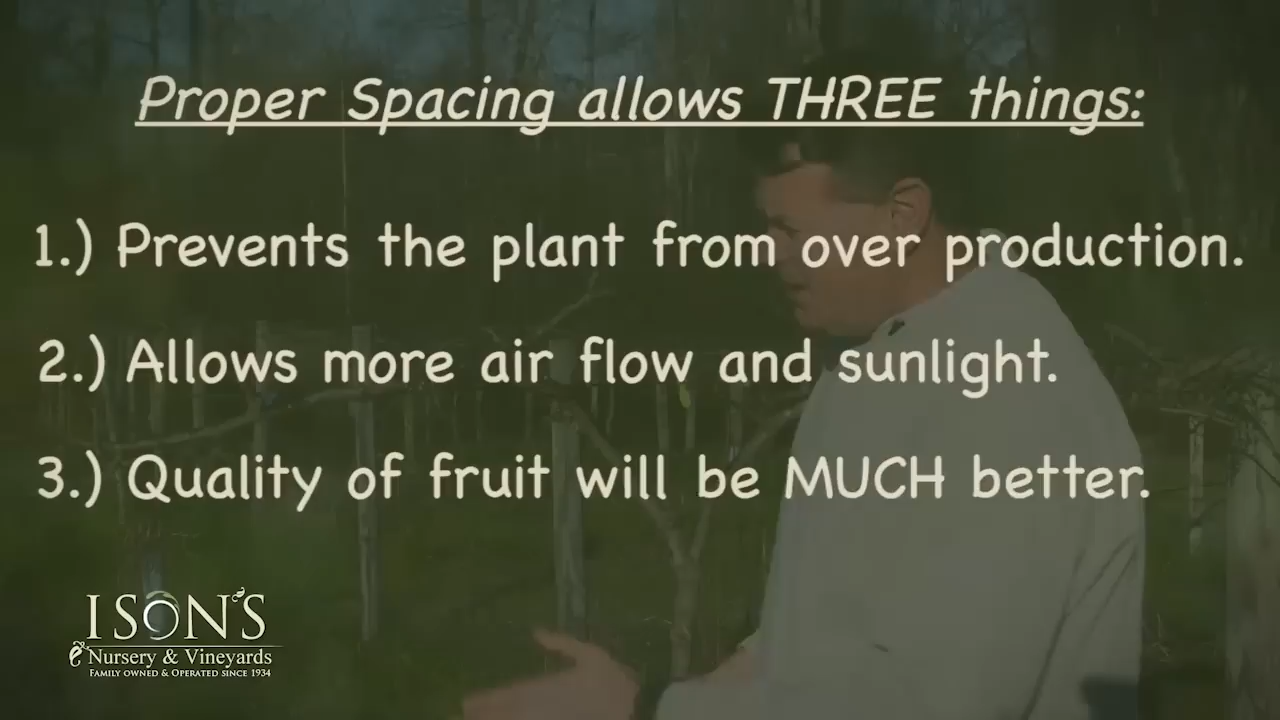 Proper Spacing allows THREE things:
1.) Prevents the plant from over production.
2.) Allows more air flow and sunlight.
3.) Quality of fruit will be MUCH better.
ISON'S
Nursery & Vineyards
FAMILY OWNED & OPERATED SINCE 1934